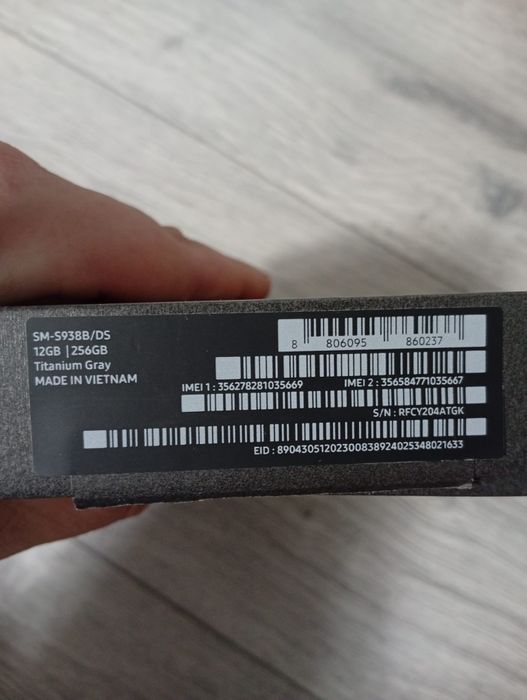 SM-S938B/DS
12GB | 256GB
Titanium Gray
MADE IN VIETNAM
8 806095 860237
IMEI 1 : 356278281035669 IMEI 2 : 356584771035667
S/N : RFCY204ATGK
EID : 89043051202300838924025348021633